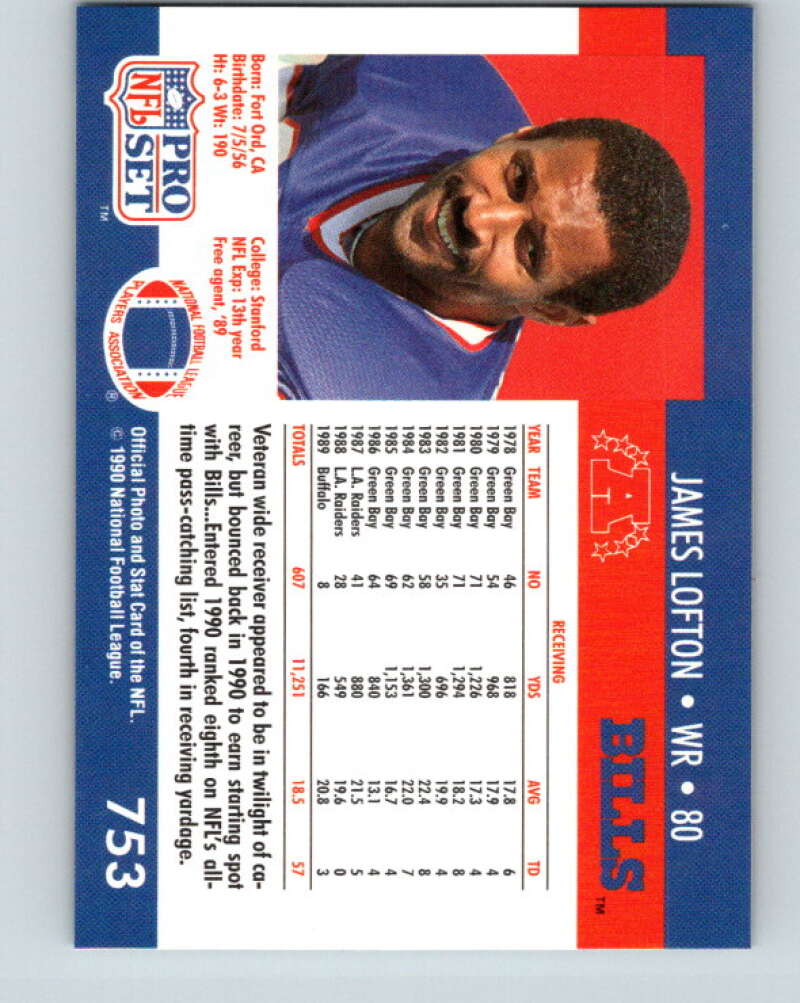 JAMES LOFTON • WR • 80
A
BILLS™
Born: Fort Ord, CA
Birthdate: 7/5/56
Ht: 6-3 Wt: 190
College: Stanford
NFL Exp: 13th year
Free agent, '89
RECEIVING
YEAR TEAM NO YDS AVG TD
1978 Green Bay 46 818 17.8 6
1979 Green Bay 54 968 17.9 4
1980 Green Bay 71 1,226 17.3 4
1981 Green Bay 71 1,294 18.2 8
1982 Green Bay 35 696 19.9 4
1983 Green Bay 58 1,300 22.4 8
1984 Green Bay 62 1,361 22.0 7
1985 Green Bay 69 1,153 16.7 4
1986 Green Bay 64 840 13.1 4
1987 L.A. Raiders 41 880 21.5 5
1988 L.A. Raiders 28 549 19.6 0
1989 Buffalo 8 166 20.8 3
TOTALS 607 11,251 18.5 57
Veteran wide receiver appeared to be in twilight of ca-
reer, but bounced back in 1990 to earn starting spot
with Bills...Entered 1990 ranked eighth on NFL's all-
time pass-catching list, fourth in receiving yardage.
NFL
PRO
SET
™
NATIONAL FOOTBALL LEAGUE
PLAYERS ASSOCIATION
®
Official Photo and Stat Card of the NFL.
© 1990 National Football League.
753